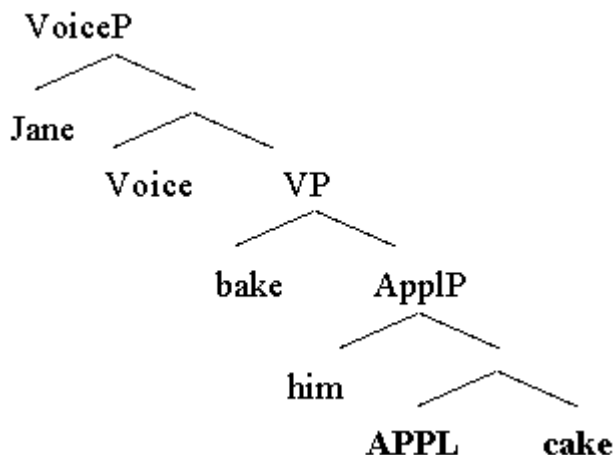 VoiceP
Jane
Voice VP
bake ApplP
him
APPL cake